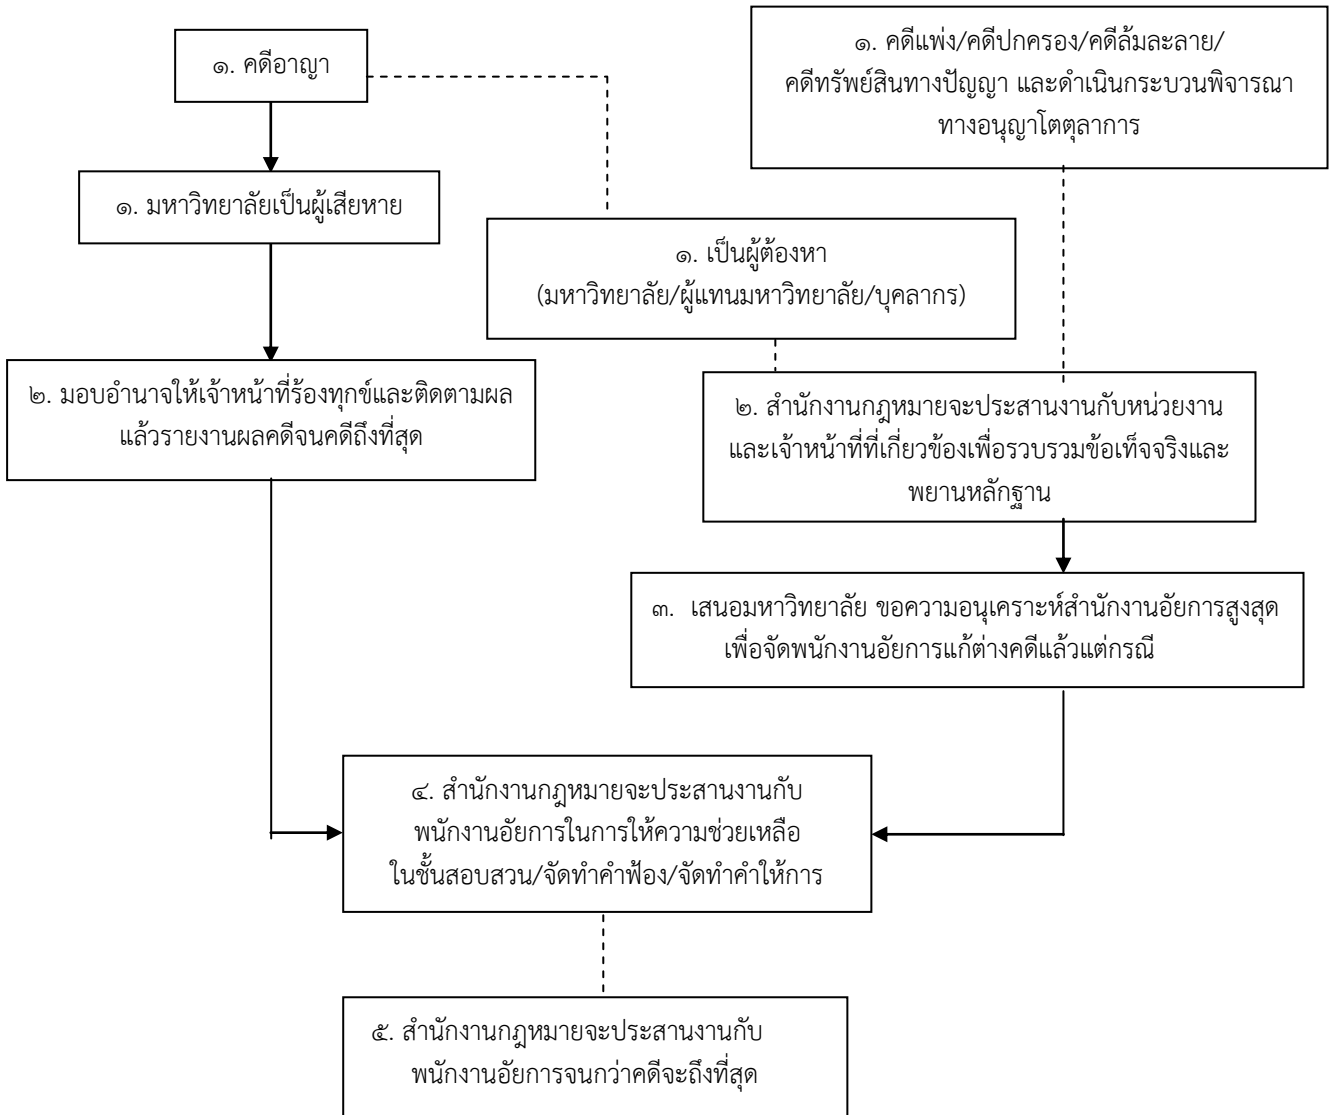 ๑. คดีอาญา
๑. คดีแพ่ง/คดีปกครอง/คดีล้มละลาย/
คดีทรัพย์สินทางปัญญา และดำเนินกระบวนพิจารณา
ทางอนุญาโตตุลาการ
๑. มหาวิทยาลัยเป็นผู้เสียหาย
๑. เป็นผู้ต้องหา
(มหาวิทยาลัย/ผู้แทนมหาวิทยาลัย/บุคลากร)
๒. มอบอำนาจให้เจ้าหน้าที่ร้องทุกข์และติดตามผล
แล้วรายงานผลคดีจนคดีถึงที่สุด
๒. สำนักงานกฎหมายจะประสานงานกับหน่วยงาน
และเจ้าหน้าที่ที่เกี่ยวข้องเพื่อรวบรวมข้อเท็จจริงและ
พยานหลักฐาน
๓. เสนอมหาวิทยาลัย ขอความอนุเคราะห์สำนักงานอัยการสูงสุด
เพื่อจัดพนักงานอัยการแก้ต่างคดีแล้วแต่กรณี
๔. สำนักงานกฎหมายจะประสานงานกับ
พนักงานอัยการในการให้ความช่วยเหลือ
ในชั้นสอบสวน/จัดทำคำฟ้อง/จัดทำคำให้การ
๕. สำนักงานกฎหมายจะประสานงานกับ
พนักงานอัยการจนกว่าคดีจะถึงที่สุด